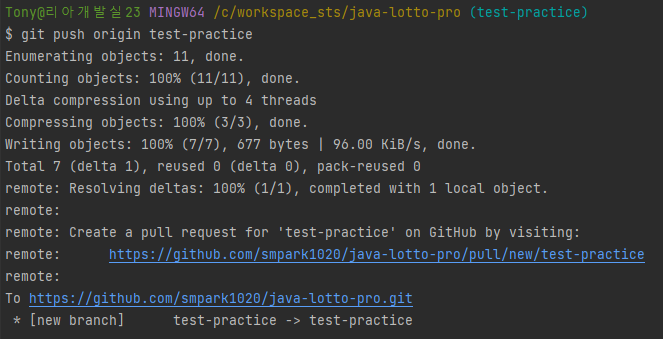 Tony@리아개발실23 MINGW64 /c/workspace_sts/java-lotto-pro (test-practice)
$ git push origin test-practice
Enumerating objects: 11, done.
Counting objects: 100% (11/11), done.
Delta compression using up to 4 threads
Compressing objects: 100% (3/3), done.
Writing objects: 100% (7/7), 677 bytes | 96.00 KiB/s, done.
Total 7 (delta 1), reused 0 (delta 0), pack-reused 0
remote: Resolving deltas: 100% (1/1), completed with 1 local object.
remote:
remote: Create a pull request for 'test-practice' on GitHub by visiting:
remote:      https://github.com/smpark1020/java-lotto-pro/pull/new/test-practice
remote:
To https://github.com/smpark1020/java-lotto-pro.git
 * [new branch]      test-practice -> test-practice